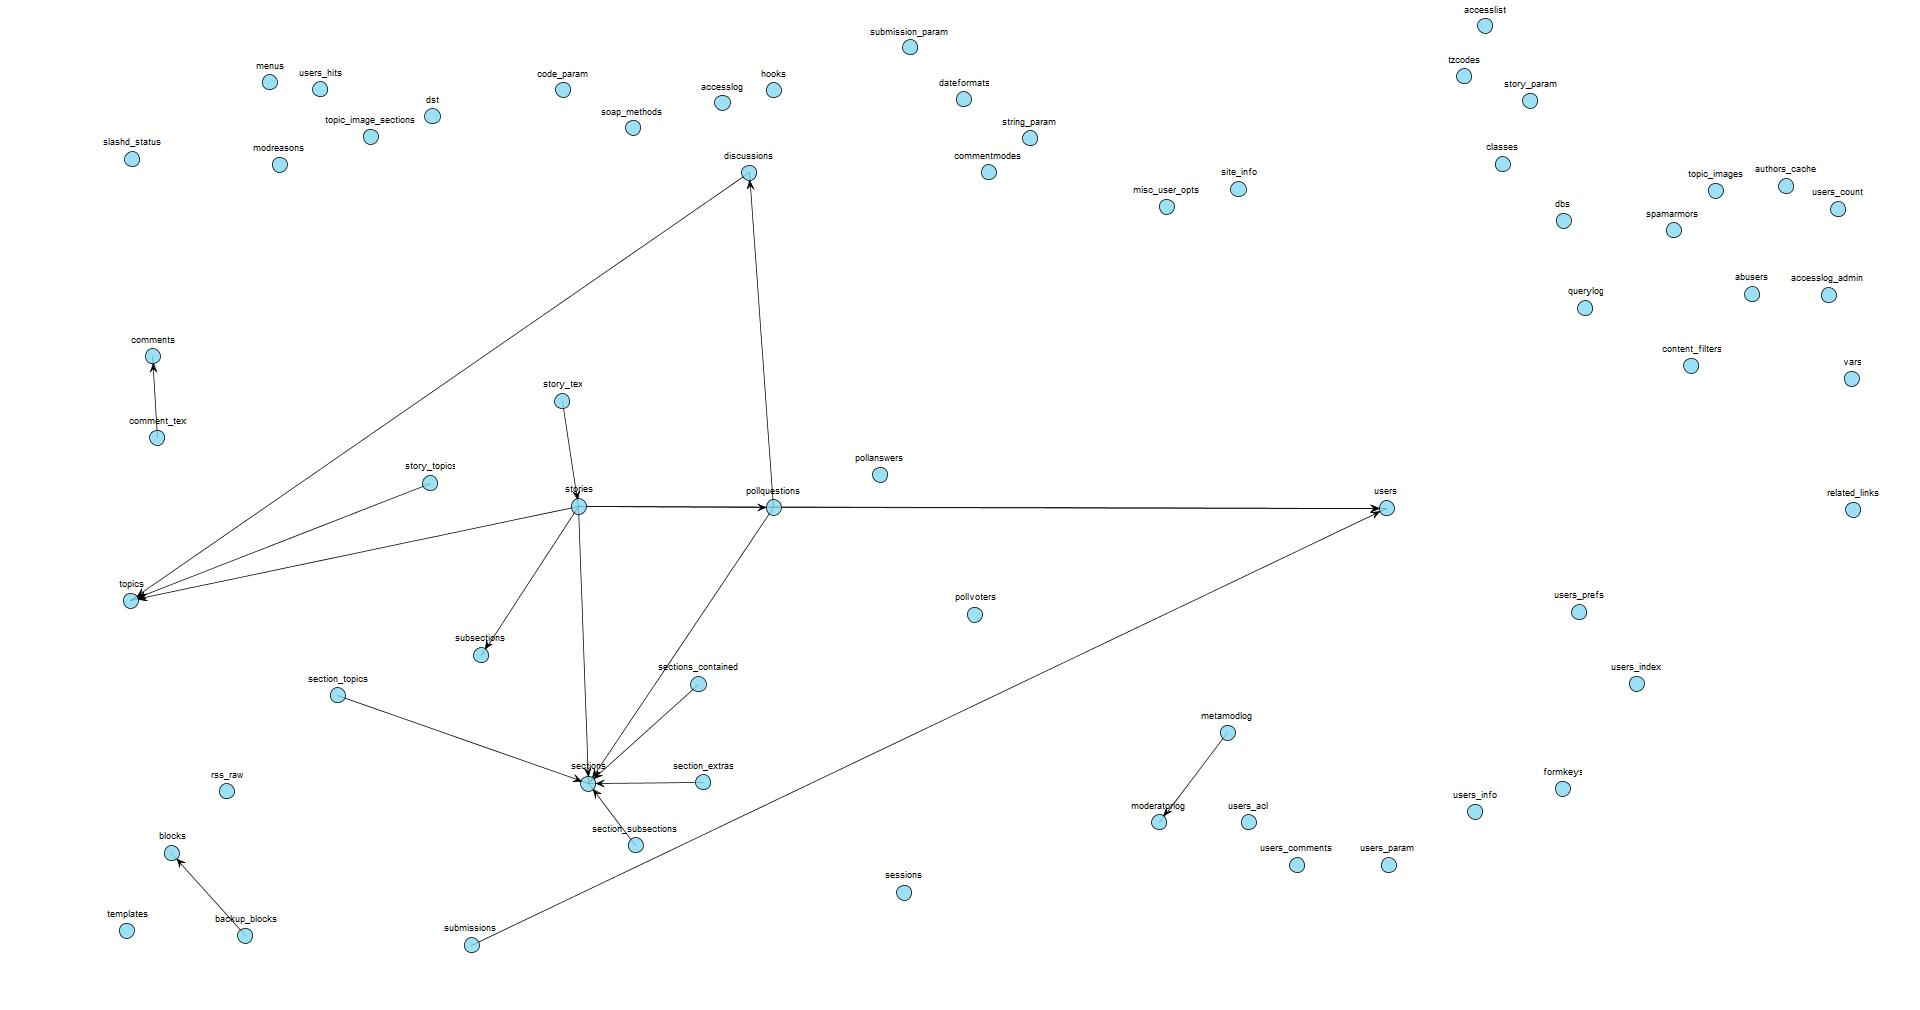 accesslist
submission_param
tzcodes
menus
users_hits
code_param
accesslog
hooks
dateformats
story_param
dst
topic_image_sections
soap_methods
string_param
slashd_status
modreasons
discussions
commentmodes
classes
misc_user_opts
site_info
topic_images
authors_cache
users_count
dbs
spamarmors
abusers
accesslog_admin
querylog
comments
content_filters
vars
story_tex
comment_tex
story_topics
pollanswers
stories
pollquestions
users
related_links
topics
pollvoters
users_prefs
subsections
sections_contained
users_index
section_topics
metamodlog
rss_raw
sections
section_extras
formkeys
users_info
moderatorlog
users_acl
blocks
section_subsections
users_comments
users_param
sessions
templates
backup_blocks
submissions